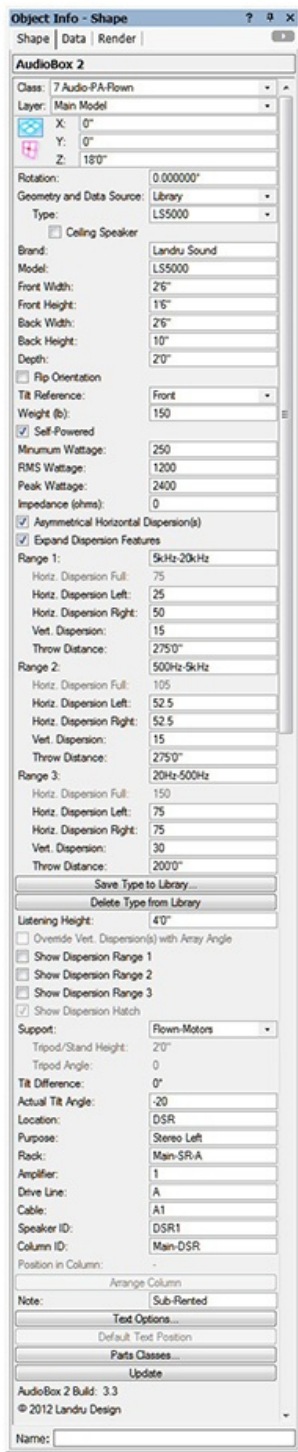 Object Info - Shape
Shape Data Render
AudioBox 2
Class: 7 Audio-PA-Flown
Layer: Main Model
X: 0"
Y: 0"
Z: 18'0"
Rotation: 0.000000°
Geometry and Data Source: Library
Type: LS5000
Ceiling Speaker
Brand: Landru Sound
Model: LS5000
Front Width: 2'6"
Front Height: 1'6"
Back Width: 2'6"
Back Height: 10"
Depth: 2'0"
Flip Orientation
Tilt Reference: Front
Weight (lb): 150
Self-Powered
Minumum Wattage: 250
RMS Wattage: 1200
Peak Wattage: 2400
Impedance (ohms): 0
Asymmetrical Horizontal Dispersion(s)
Expand Dispersion Features
Range 1: 5kHz-20kHz
Horiz. Dispersion Full: 75
Horiz. Dispersion Left: 25
Horiz. Dispersion Right: 50
Vert. Dispersion: 15
Throw Distance: 275'0"
Range 2: 500Hz-5kHz
Horiz. Dispersion Full: 105
Horiz. Dispersion Left: 52.5
Horiz. Dispersion Right: 52.5
Vert. Dispersion: 15
Throw Distance: 275'0"
Range 3: 20Hz-500Hz
Horiz. Dispersion Full: 150
Horiz. Dispersion Left: 75
Horiz. Dispersion Right: 75
Vert. Dispersion: 30
Throw Distance: 200'0"
Save Type to Library...
Delete Type from Library
Listening Height: 4'0"
Override Vert. Dispersion(s) with Array Angle
Show Dispersion Range 1
Show Dispersion Range 2
Show Dispersion Range 3
Show Dispersion Hatch
Support: Flown-Motors
Tripod/Stand Height: 2'0"
Tripod Angle: 0
Tilt Difference: 0°
Actual Tilt Angle: -20
Location: DSR
Purpose: Stereo Left
Rack: Main-SR-A
Amplifier: 1
Drive Line: A
Cable: A1
Speaker ID: DSR1
Column ID: Main-DSR
Position in Column: -
Arrange Column
Note: Sub-Rented
Text Options...
Default Text Position
Parts Classes...
Update
AudioBox 2 Build: 3.3
© 2012 Landru Design
Name: